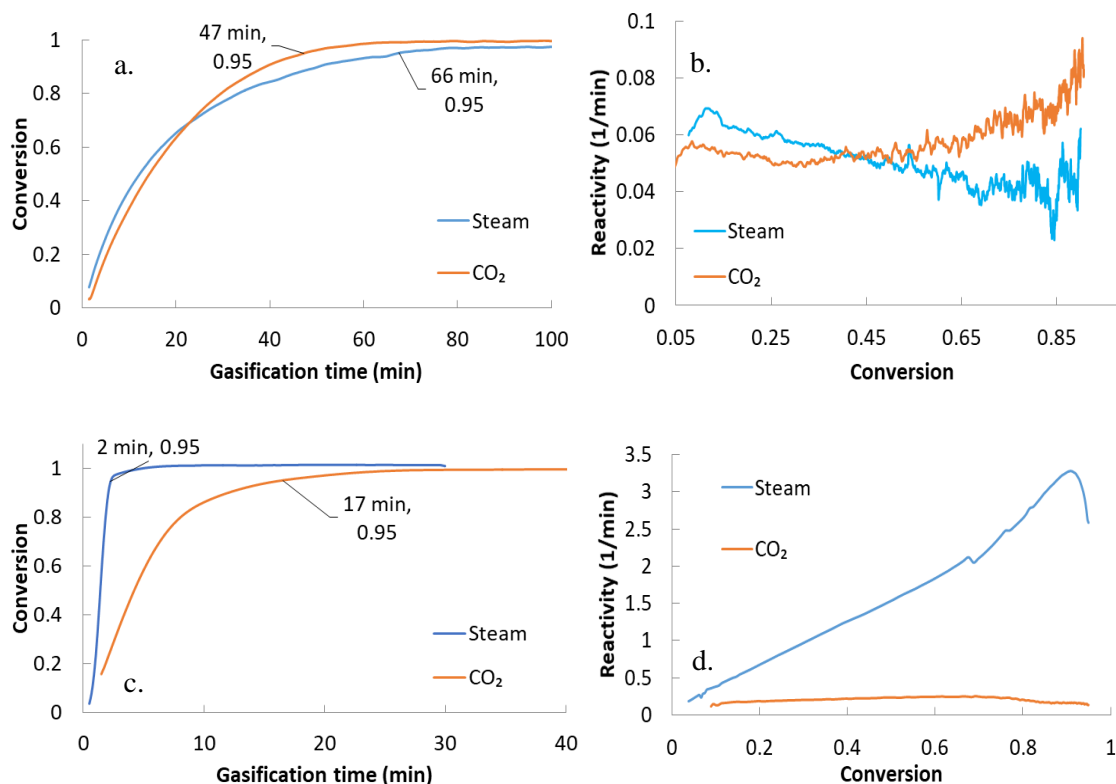 a.
47 min,
0.95
66 min,
0.95
Steam
CO₂
Conversion
1
0.8
0.6
0.4
0.2
0
0 20 40 60 80 100
Gasification time (min)
b.
Steam
CO₂
Reactivity (1/min)
0.1
0.08
0.06
0.04
0.02
0
0.05 0.25 0.45 0.65 0.85
Conversion
2 min, 0.95
17 min,
0.95
Steam
CO₂
c.
Conversion
1
0.8
0.6
0.4
0.2
0
0 10 20 30 40
Gasification time (min)
Steam
CO₂
d.
Reactivity (1/min)
3.5
3
2.5
2
1.5
1
0.5
0
0 0.2 0.4 0.6 0.8 1
Conversion